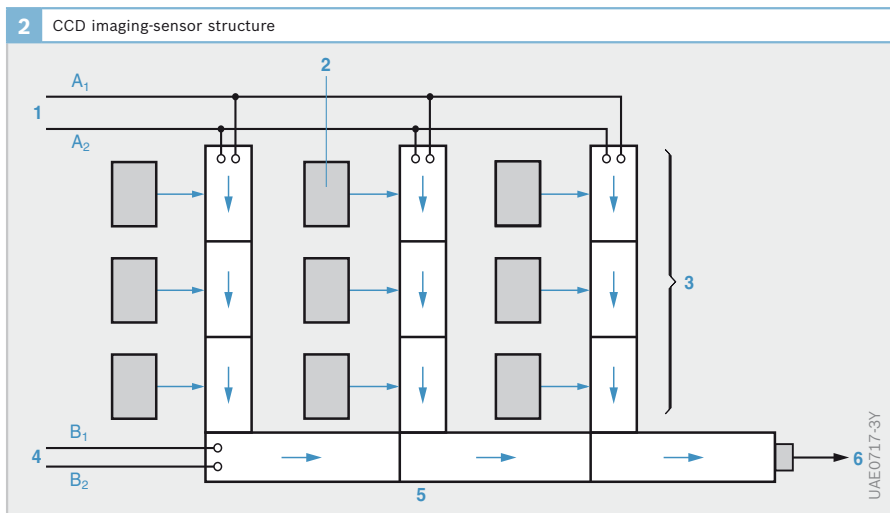 2 CCD imaging-sensor structure
2
A₁
1
A₂
3
B₁
4
B₂
5
6
UAE0717-3Y